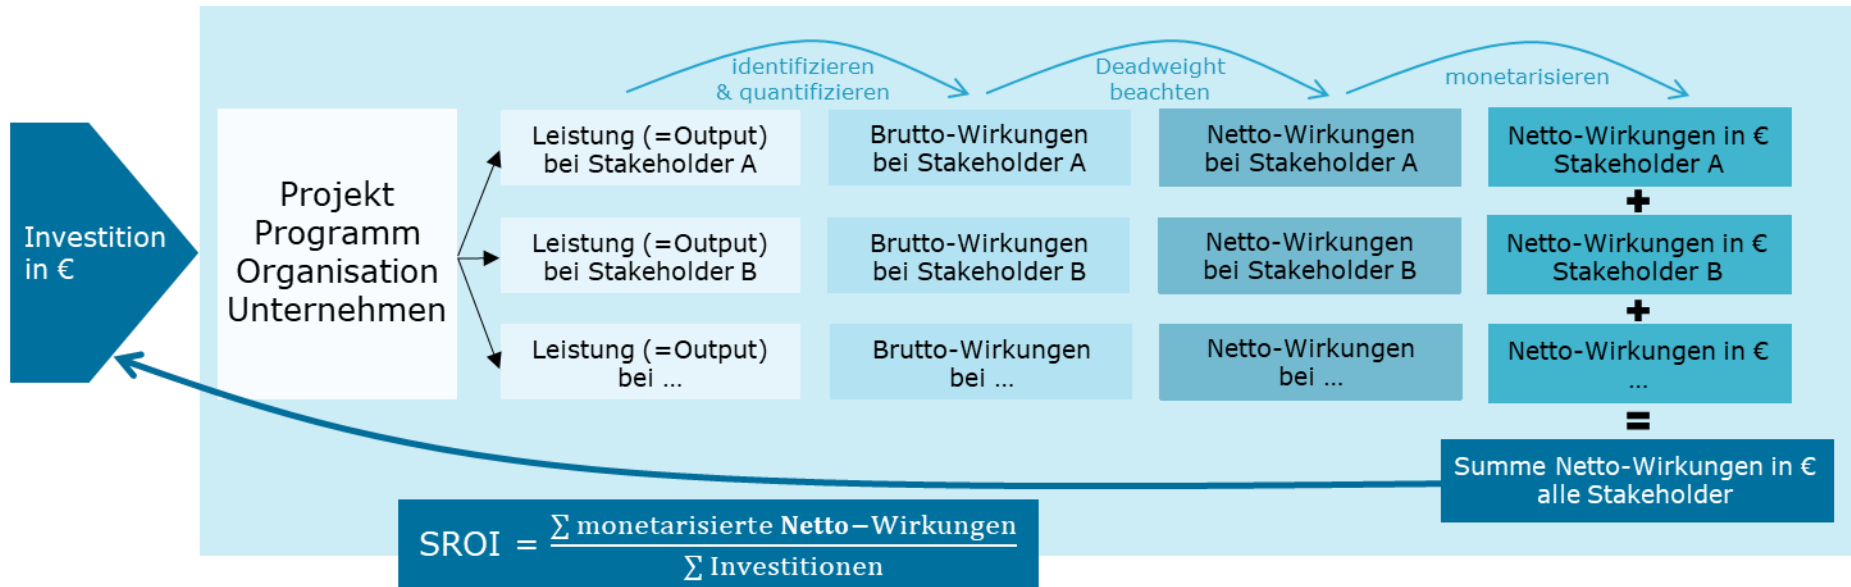 identifizieren
& quantifizieren
Deadweight
beachten
monetarisieren
Investition
in €
Projekt
Programm
Organisation
Unternehmen
Leistung (=Output)
bei Stakeholder A
Brutto-Wirkungen
bei Stakeholder A
Netto-Wirkungen
bei Stakeholder A
Netto-Wirkungen in €
Stakeholder A
+
Leistung (=Output)
bei Stakeholder B
Brutto-Wirkungen
bei Stakeholder B
Netto-Wirkungen
bei Stakeholder B
Netto-Wirkungen in €
Stakeholder B
+
Leistung (=Output)
bei ...
Brutto-Wirkungen
bei ...
Netto-Wirkungen
bei ...
Netto-Wirkungen in €
...
=
Summe Netto-Wirkungen in €
alle Stakeholder
∑ monetarisierte Netto−Wirkungen
SROI =
∑ Investitionen